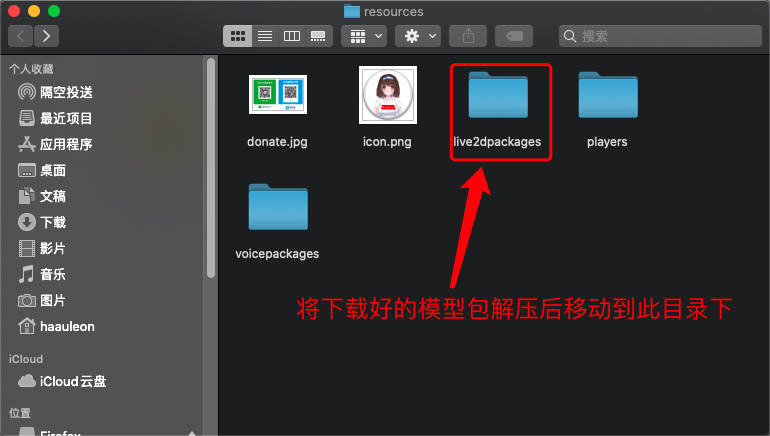 resources
搜索
个人收藏
隔空投送
最近项目
应用程序
桌面
文稿
下载
影片
音乐
图片
haauleon
iCloud
iCloud云盘
位置
Firefox
donate.jpg
icon.png
live2dpackages
players
voicepackages
将下载好的模型包解压后移动到此目录下